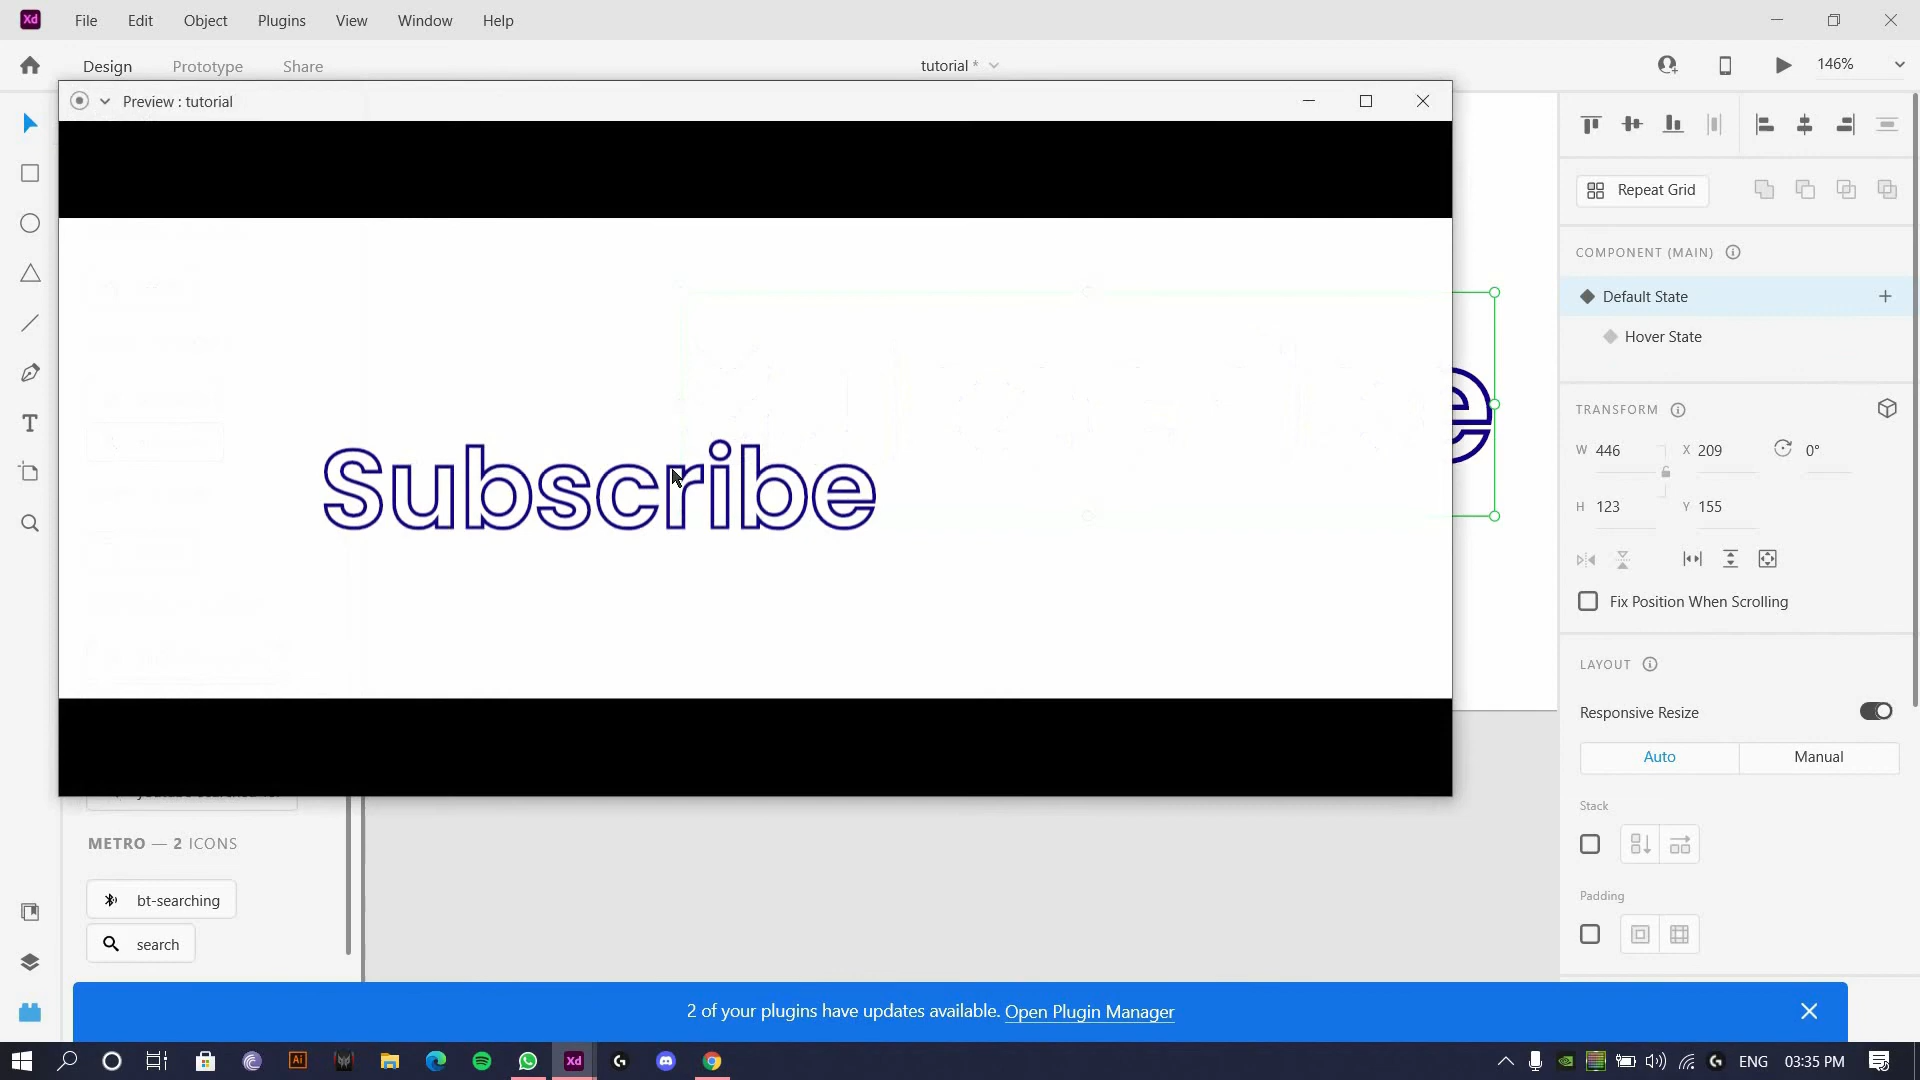 Xd File Edit Object Plugins View Window Help
Design Prototype Share tutorial * 146%
Preview : tutorial
Repeat Grid
COMPONENT (MAIN)
Default State
Hover State
TRANSFORM
W 446 X 209 0°
H 123 Y 155
Subscribe
e
Fix Position When Scrolling
LAYOUT
Responsive Resize
Auto Manual
Stack
Padding
METRO — 2 ICONS
bt-searching
search
2 of your plugins have updates available. Open Plugin Manager
Ai Xd ENG 03:35 PM